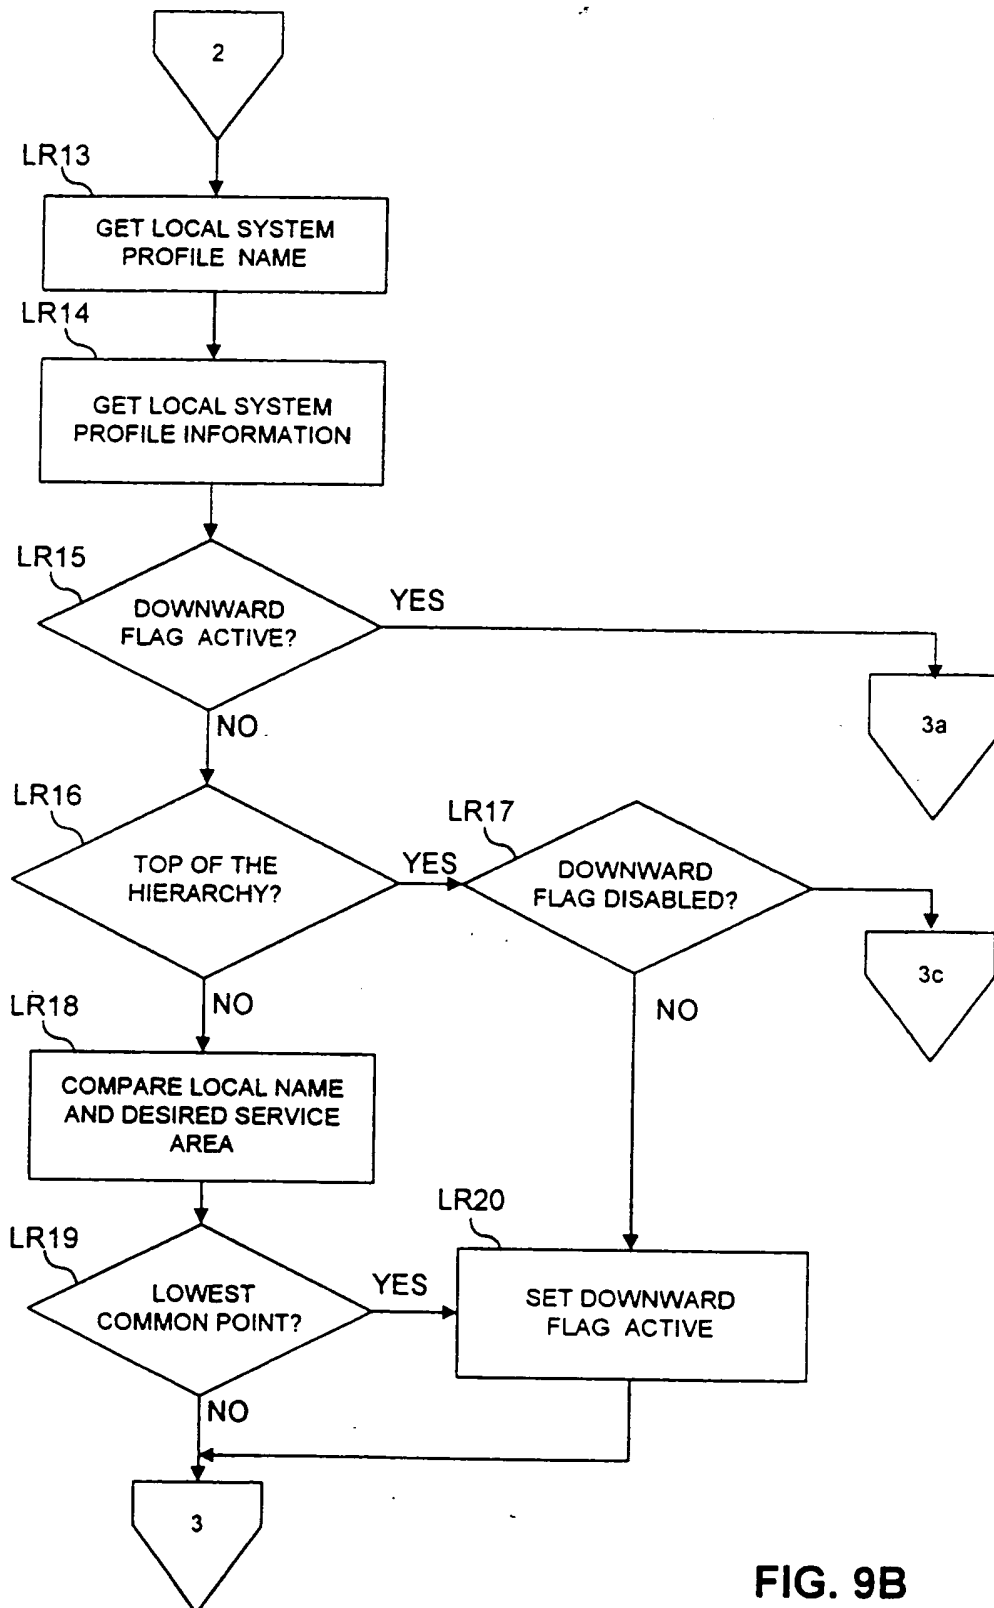 2
LR13
GET LOCAL SYSTEM
PROFILE NAME
LR14
GET LOCAL SYSTEM
PROFILE INFORMATION
LR15
DOWNWARD
FLAG ACTIVE?
YES
3a
NO
LR16
TOP OF THE
HIERARCHY?
YES
LR17
DOWNWARD
FLAG DISABLED?
3c
NO
NO
LR18
COMPARE LOCAL NAME
AND DESIRED SERVICE
AREA
LR19
LOWEST
COMMON POINT?
YES
LR20
SET DOWNWARD
FLAG ACTIVE
NO
3
FIG. 9B